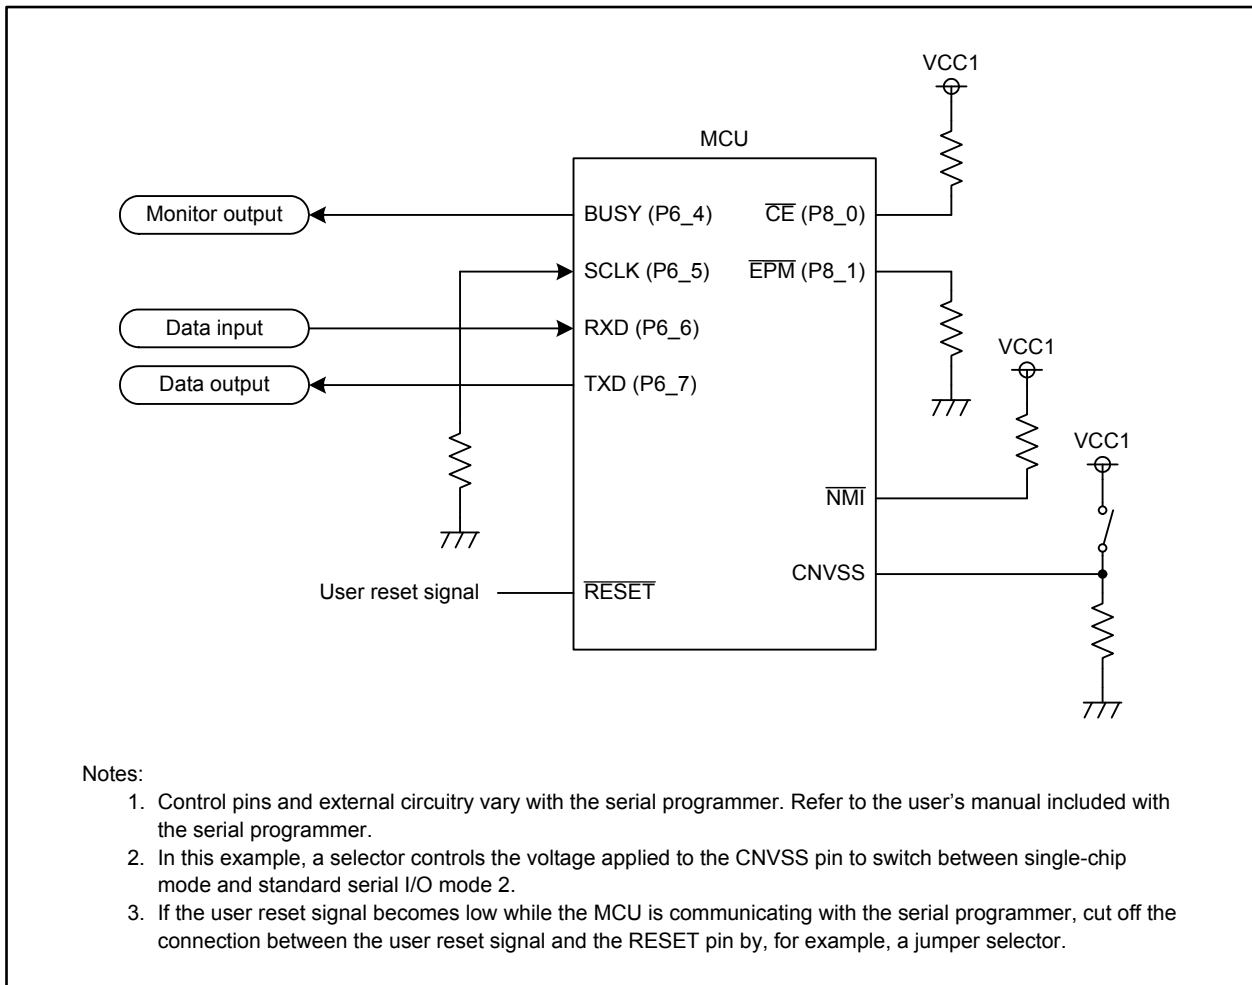 VCC1
MCU
Monitor output
BUSY (P6_4)
CE (P8_0)
SCLK (P6_5)
EPM (P8_1)
Data input
RXD (P6_6)
VCC1
Data output
TXD (P6_7)
VCC1
NMI
CNVSS
User reset signal
RESET
Notes:
1. Control pins and external circuitry vary with the serial programmer. Refer to the user’s manual included with
the serial programmer.
2. In this example, a selector controls the voltage applied to the CNVSS pin to switch between single-chip
mode and standard serial I/O mode 2.
3. If the user reset signal becomes low while the MCU is communicating with the serial programmer, cut off the
connection between the user reset signal and the RESET pin by, for example, a jumper selector.